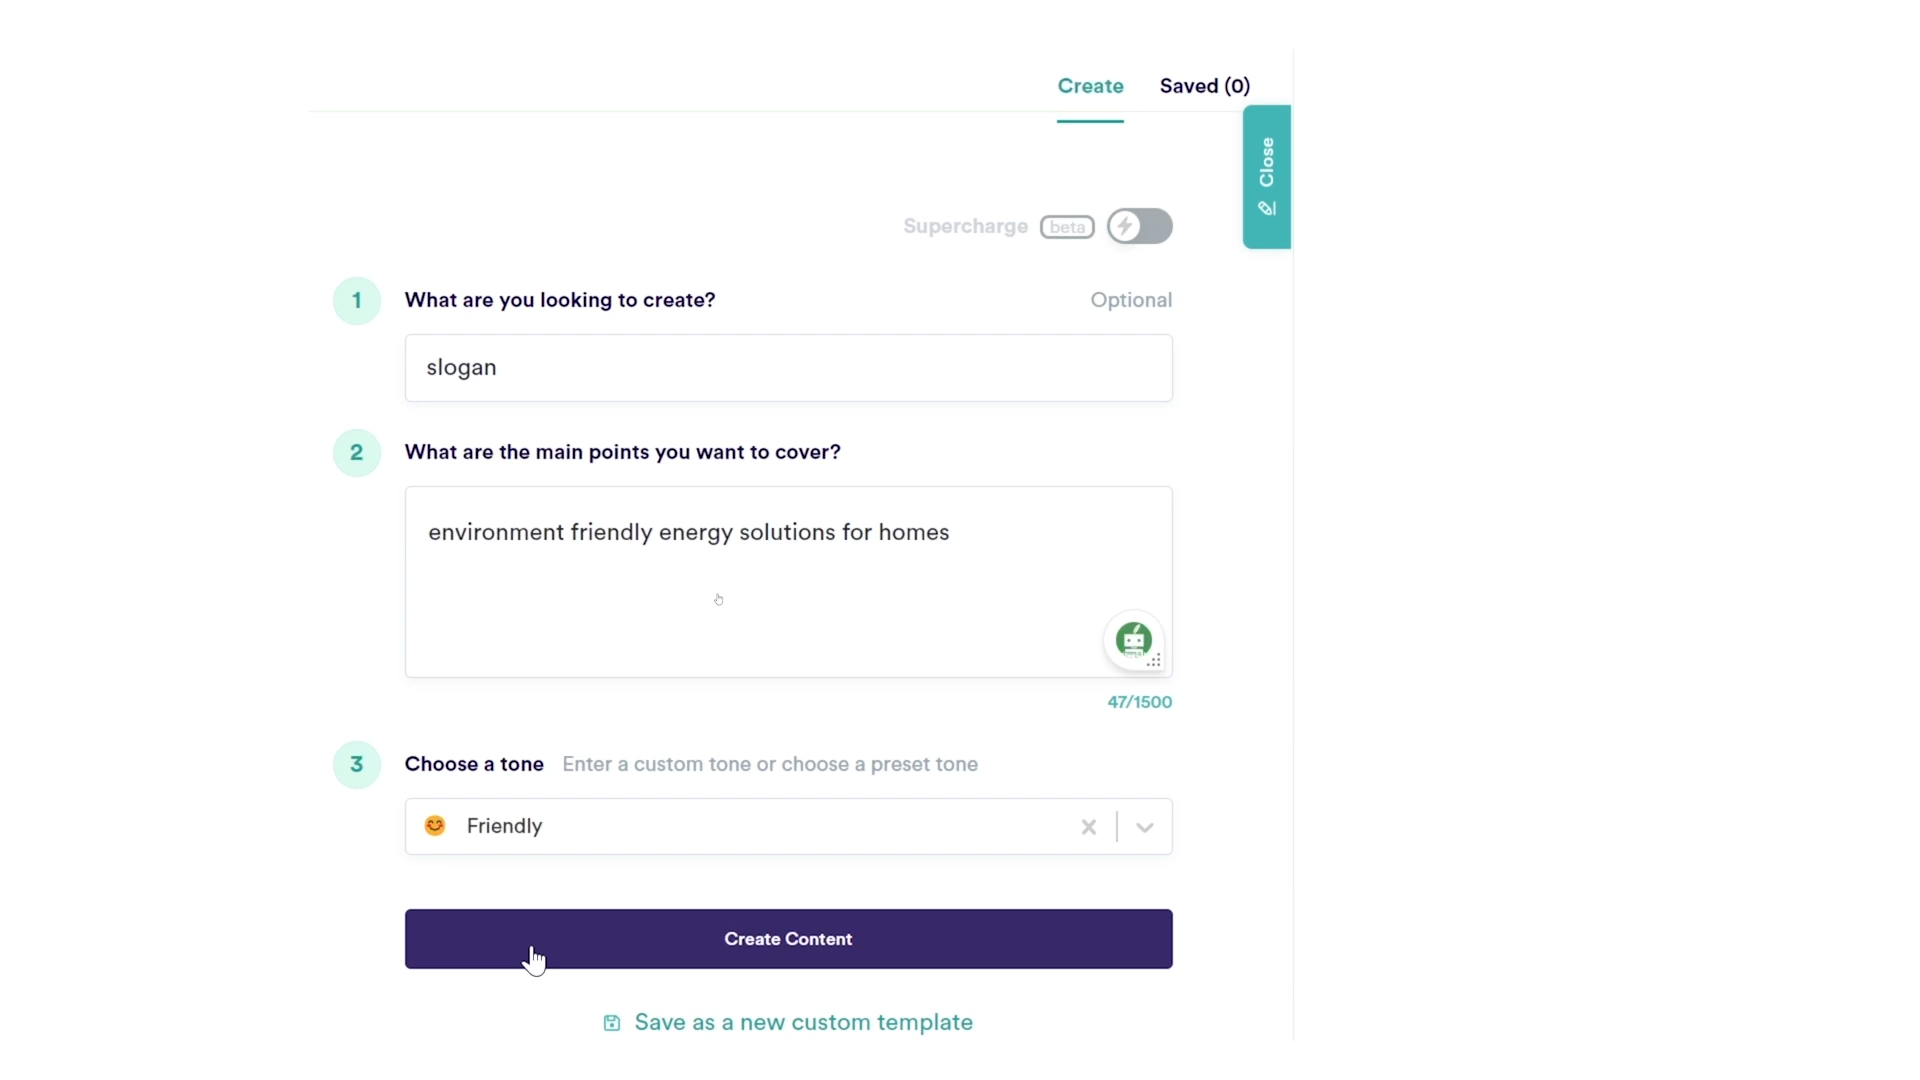 Create Saved (0)
Close
Supercharge beta
1 What are you looking to create? Optional
slogan
2 What are the main points you want to cover?
environment friendly energy solutions for homes
47/1500
3 Choose a tone Enter a custom tone or choose a preset tone
Friendly
Create Content
Save as a new custom template